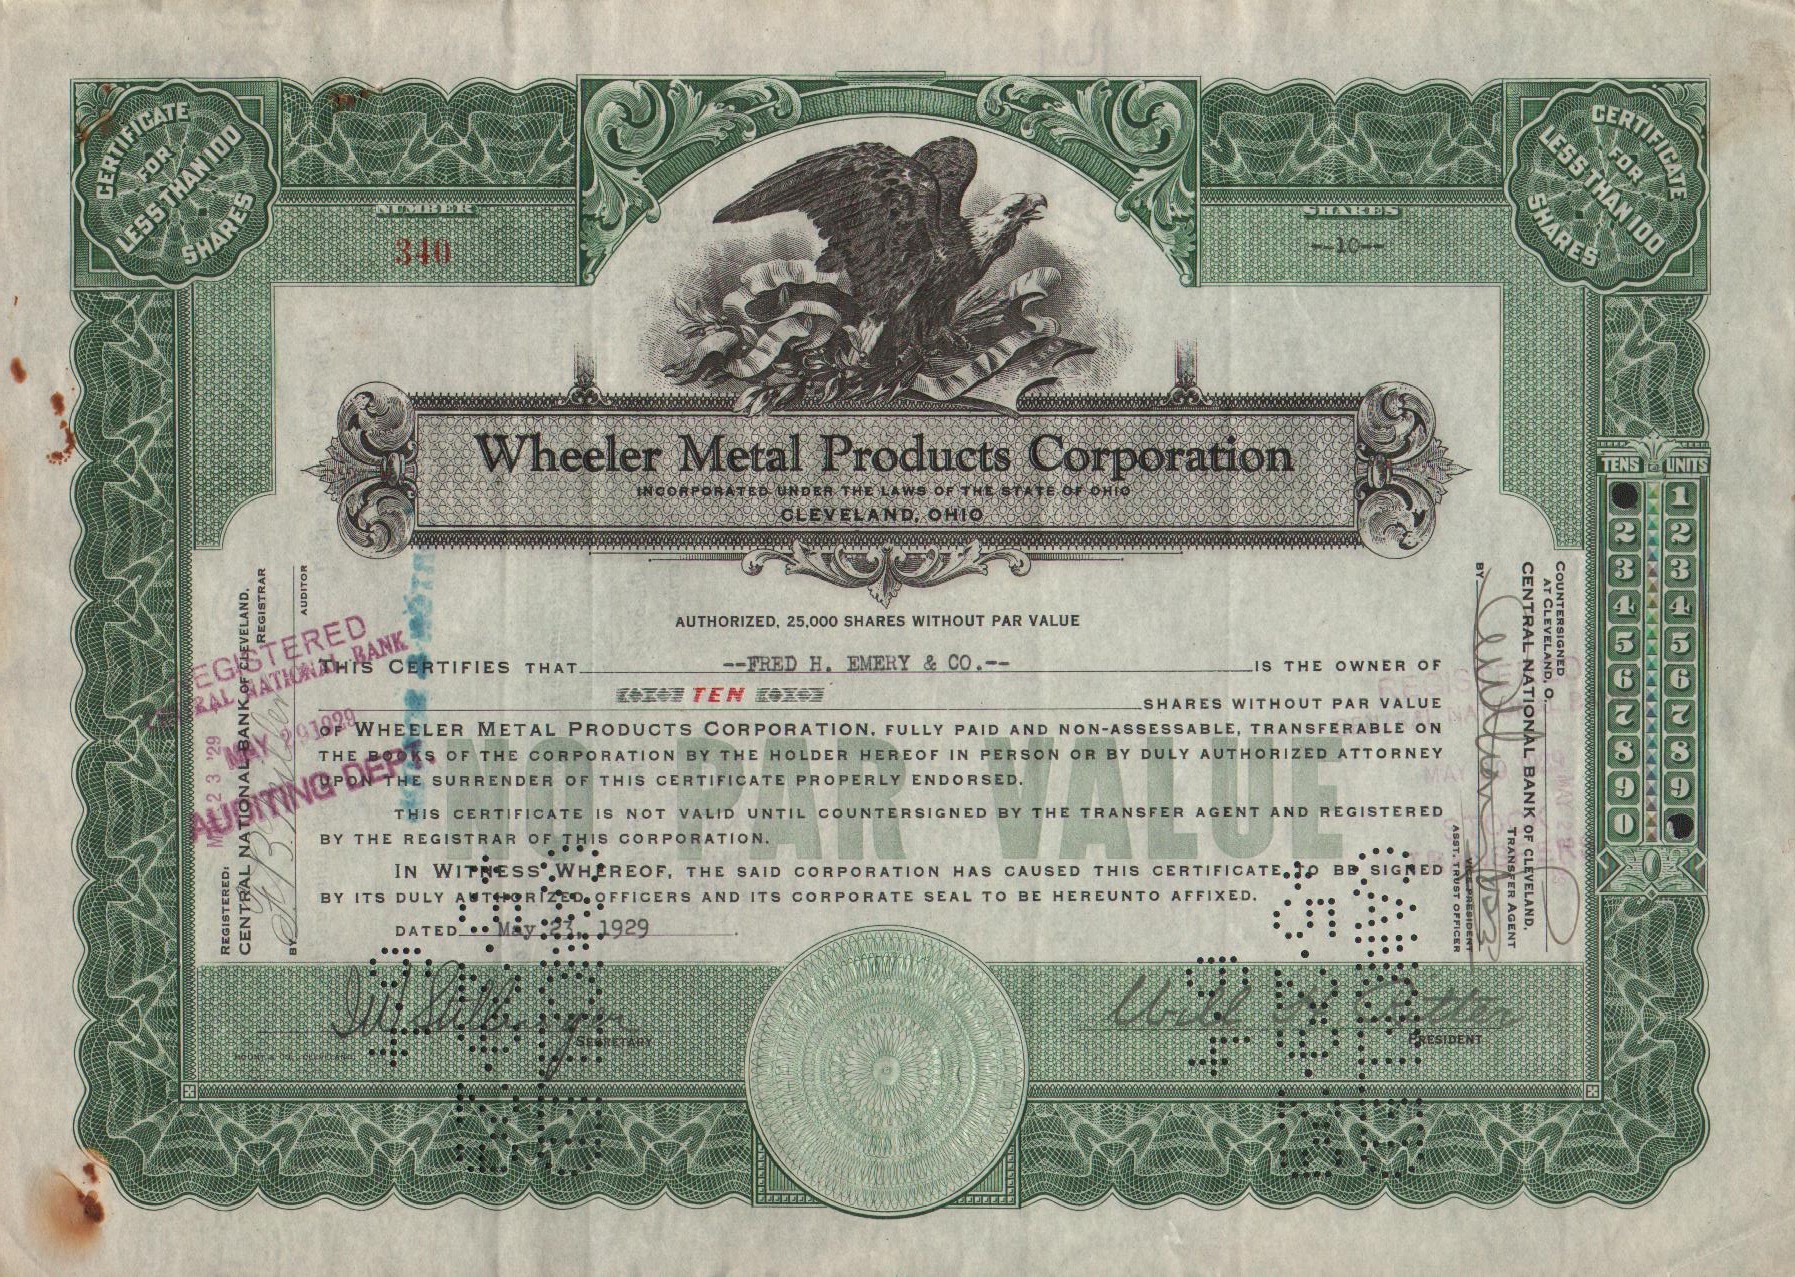 CERTIFICATE
FOR
LESS THAN 100
SHARES
NUMBER
340
SHARES
--10--
CERTIFICATE
FOR
LESS THAN 100
SHARES
Wheeler Metal Products Corporation
INCORPORATED UNDER THE LAWS OF THE STATE OF OHIO
CLEVELAND, OHIO
AUTHORIZED, 25,000 SHARES WITHOUT PAR VALUE
THIS CERTIFIES THAT --FRED H. EMERY & CO.-- IS THE OWNER OF
TEN SHARES WITHOUT PAR VALUE
OF WHEELER METAL PRODUCTS CORPORATION, FULLY PAID AND NON-ASSESSABLE, TRANSFERABLE ON
THE BOOKS OF THE CORPORATION BY THE HOLDER HEREOF IN PERSON OR BY DULY AUTHORIZED ATTORNEY
UPON THE SURRENDER OF THIS CERTIFICATE PROPERLY ENDORSED.
THIS CERTIFICATE IS NOT VALID UNTIL COUNTERSIGNED BY THE TRANSFER AGENT AND REGISTERED
BY THE REGISTRAR OF THIS CORPORATION.
IN WITNESS WHEREOF, THE SAID CORPORATION HAS CAUSED THIS CERTIFICATE TO BE SIGNED
BY ITS DULY AUTHORIZED OFFICERS AND ITS CORPORATE SEAL TO BE HEREUNTO AFFIXED.
DATED May 23, 1929
NO PAR VALUE
SECRETARY
Will H. PRESIDENT
REGISTERED:
CENTRAL NATIONAL BANK OF CLEVELAND,
REGISTRAR
BY
AUDITOR
REGISTERED
CENTRAL NATIONAL BANK
MAY 29 1929
AUDITING DEPT.
MAY 23 '29
COUNTERSIGNED
AT CLEVELAND, O.
CENTRAL NATIONAL BANK OF CLEVELAND,
TRANSFER AGENT
BY
VICE PRESIDENT
ASST. TRUST OFFICER
TENS UNITS
1
2 2
3 3
4 4
5 5
6 6
7 7
8 8
9 9
0